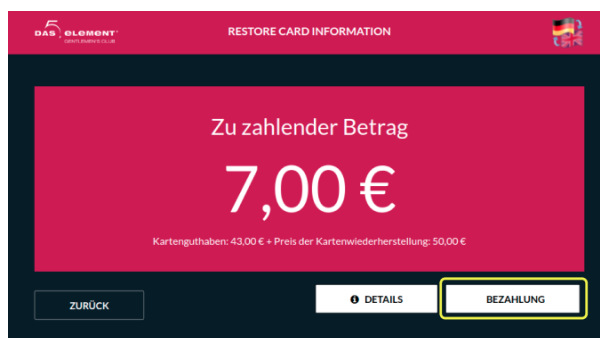 5
DAS element
GENTLEMEN'S CLUB
RESTORE CARD INFORMATION
Zu zahlender Betrag
7,00 €
Kartenguthaben: 43,00 € + Preis der Kartenwiederherstellung: 50,00 €
ZURÜCK
DETAILS
BEZAHLUNG